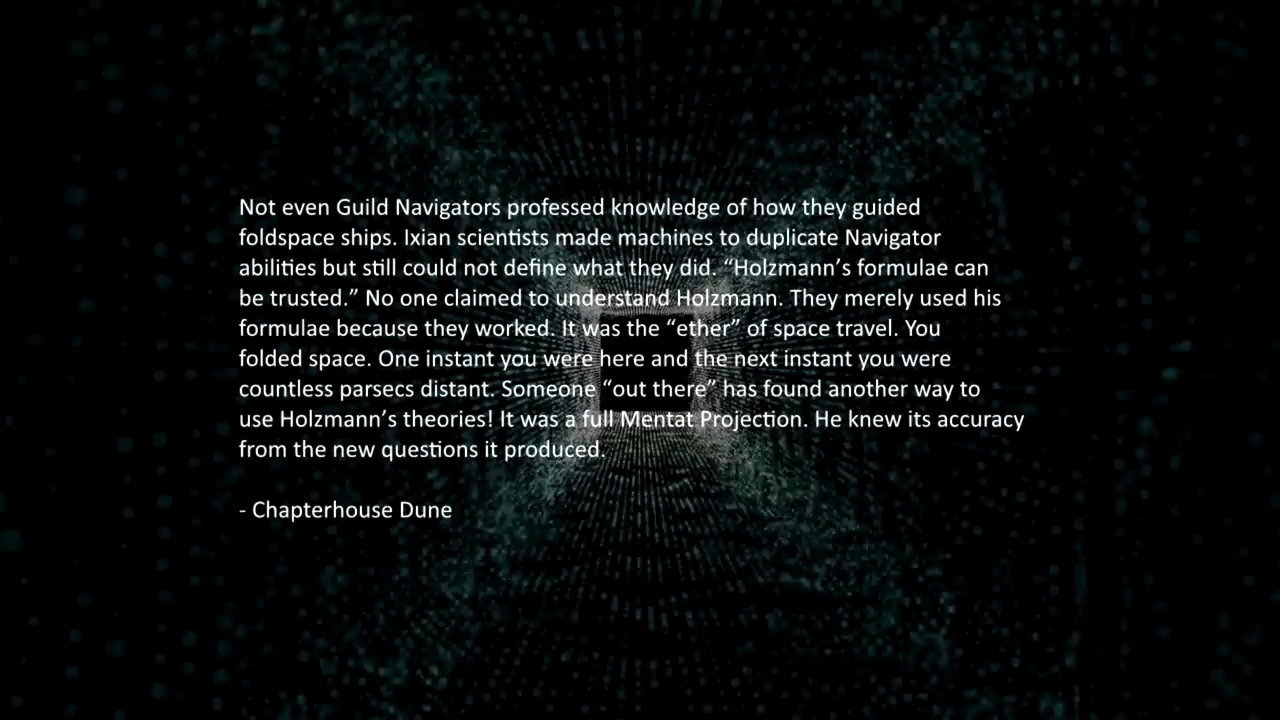 Not even Guild Navigators professed knowledge of how they guided
foldspace ships. Ixian scientists made machines to duplicate Navigator
abilities but still could not define what they did. “Holzmann’s formulae can
be trusted.” No one claimed to understand Holzmann. They merely used his
formulae because they worked. It was the “ether” of space travel. You
folded space. One instant you were here and the next instant you were
countless parsecs distant. Someone “out there” has found another way to
use Holzmann’s theories! It was a full Mentat Projection. He knew its accuracy
from the new questions it produced.
- Chapterhouse Dune